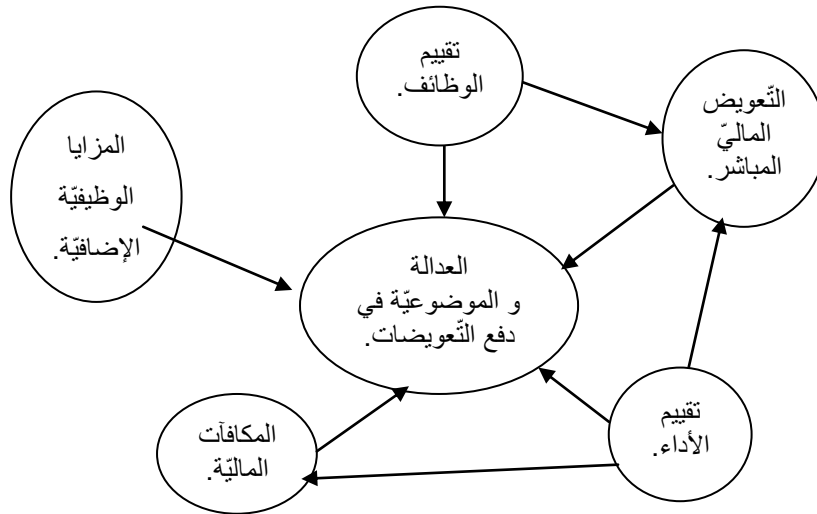 تقييم
الوظائف.
التّعويض
الماليّ
المباشر.
المزايا
الوظيفيّة
الإضافيّة.
العدالة
و الموضوعيّة في
دفع التّعويضات.
تقييم
الأداء.
المكافآت
الماليّة.